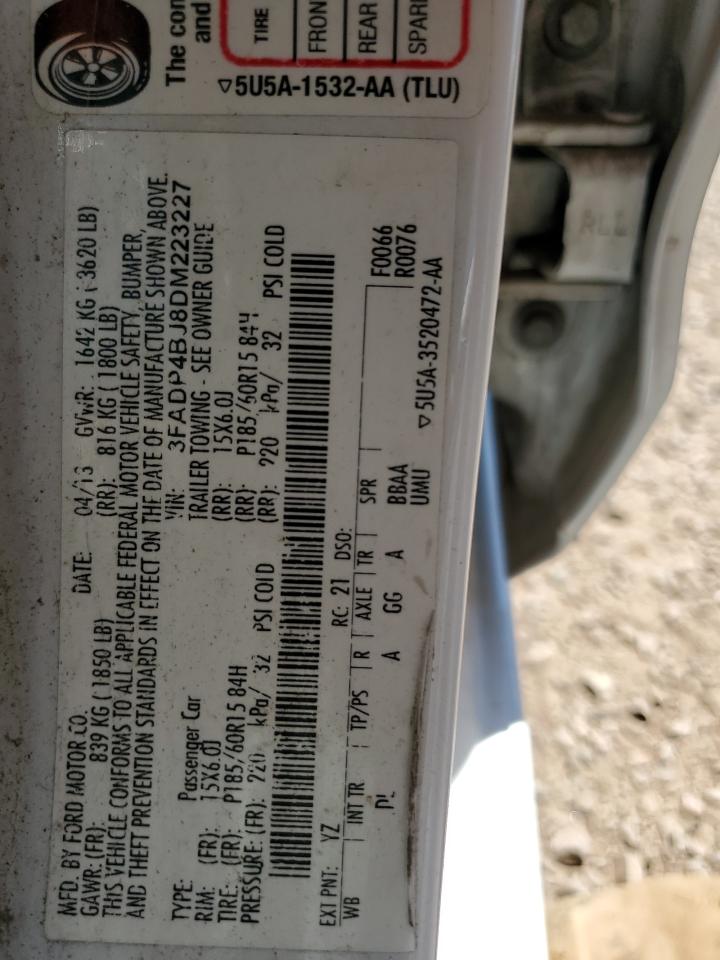 The con
and
TIRE
FRON
REAR
SPAR
▽5U5A-1532-AA (TLU)
MFD. BY FORD MOTOR CO. DATE: 04/13 GVWR: 1642 KG (3620 LB)
GAWR: (FR): 839 KG (1850 LB) (RR): 816 KG (1800 LB)
THIS VEHICLE CONFORMS TO ALL APPLICABLE FEDERAL MOTOR VEHICLE SAFETY, BUMPER,
AND THEFT PREVENTION STANDARDS IN EFFECT ON THE DATE OF MANUFACTURE SHOWN ABOVE.
VIN: 3FADP4BJ8DM223227
TYPE: Passenger Car TRAILER TOWING - SEE OWNER GUIDE
RIM: (FR): 15X6.0J (RR): 15X6.0J
TIRE: (FR): P185/60R15 84H (RR): P185/60R15 84H
PRESSURE: (FR): 220 kPa/ 32 PSI COLD (RR): 220 kPa/ 32 PSI COLD
EXT PNT: YZ RC: 21 DSO: F0066
WB INT TR TP/PS R AXLE TR SPR R0076
PL A GG A BBAA
UMU
▽5U5A-3520472-AA